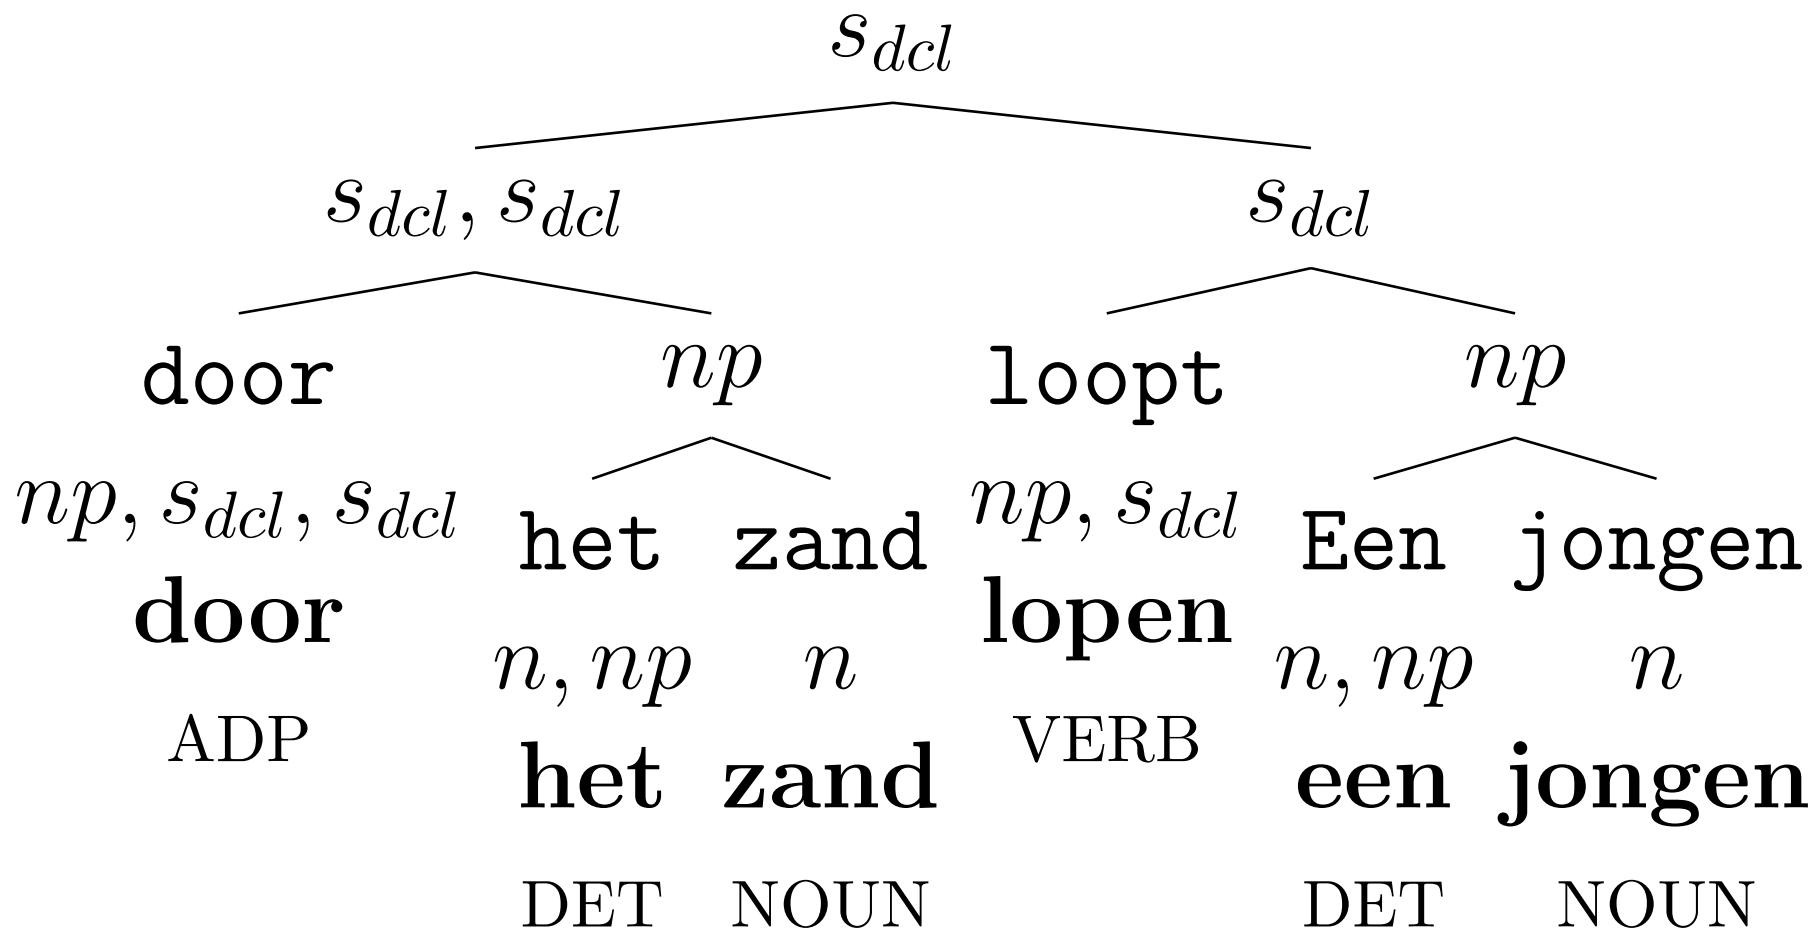 s_dcl
s_dcl, s_dcl s_dcl
door np loopt np
np, s_dcl, s_dcl np, s_dcl
het zand Een jongen
door lopen
n, np n n, np n
ADP VERB
het zand een jongen
DET NOUN DET NOUN